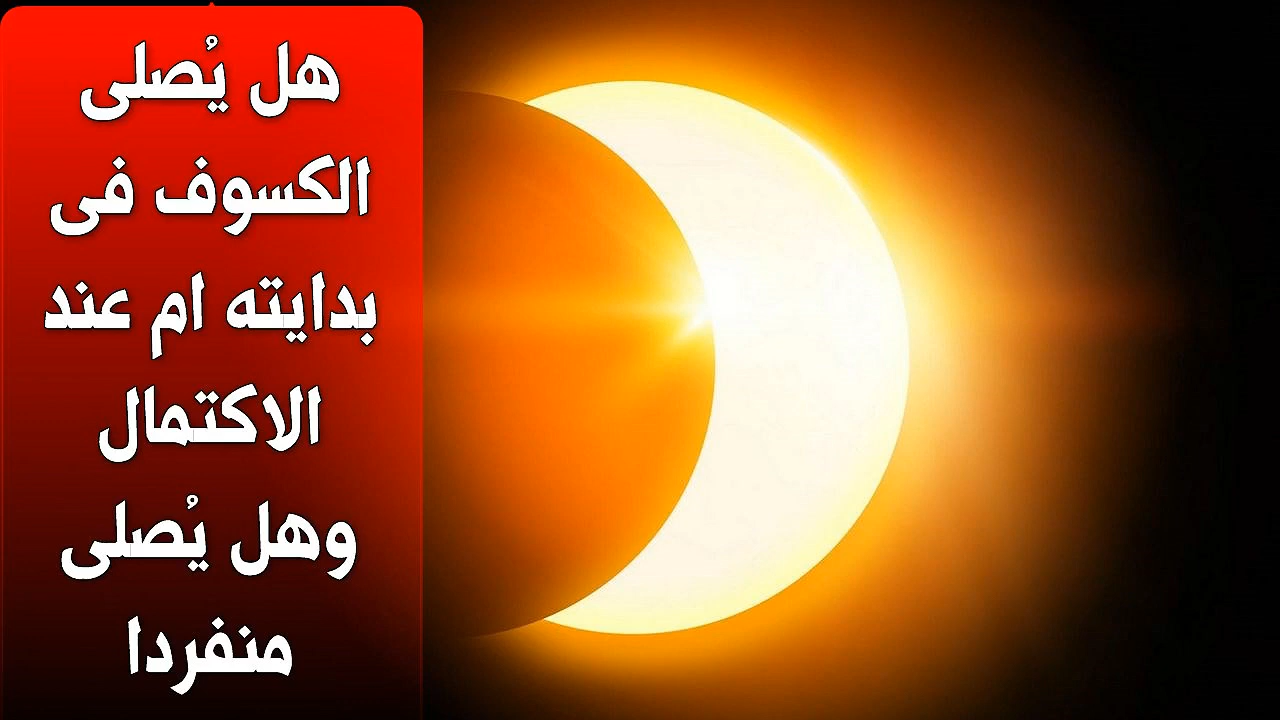 هل يُصلى
الكسوف فى
بدايته ام عند
الاكتمال
وهل يُصلى
منفردا